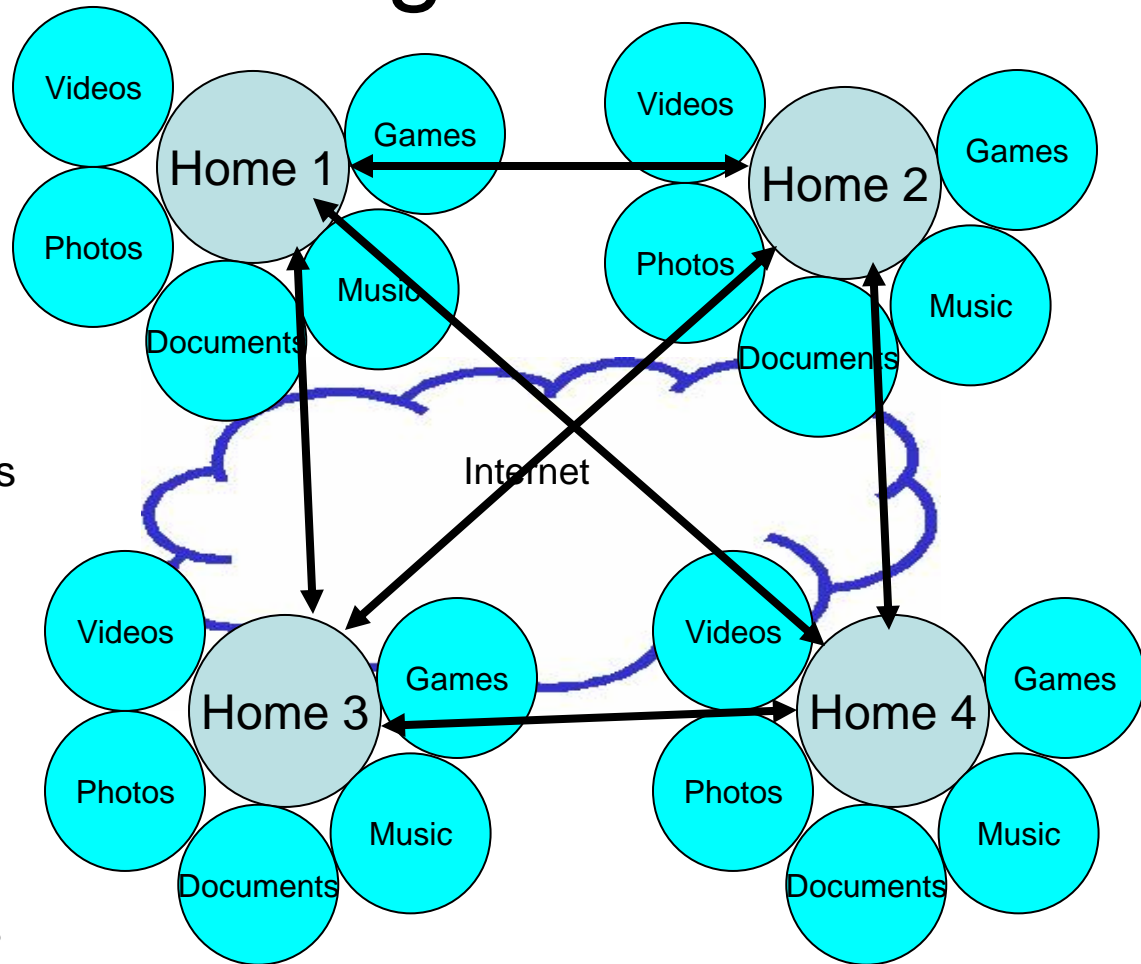 g
Videos
Games
Home 1
Photos
Music
Documents
Videos
Games
Home 2
Photos
Music
Documents
s
Internet
Videos
Games
Home 3
Photos
Music
Documents
Videos
Games
Home 4
Photos
Music
Documents